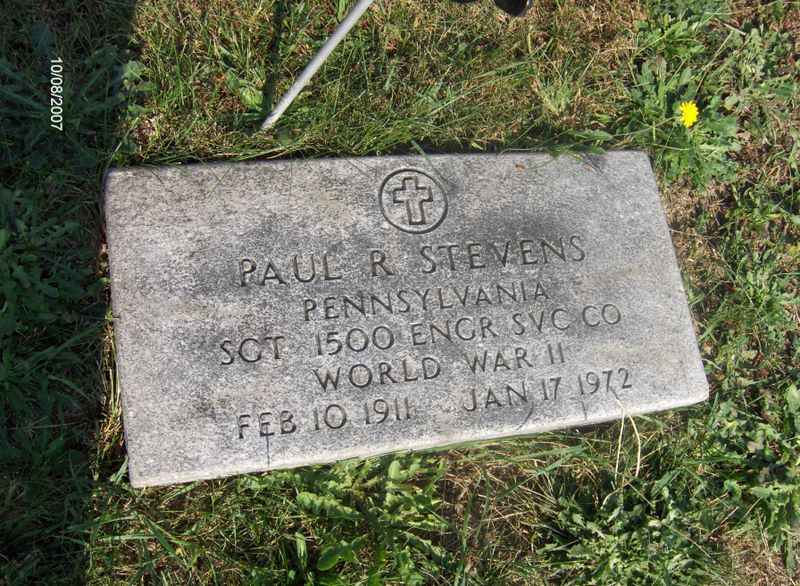 10/08/2007
PAUL R STEVENS
PENNSYLVANIA
SGT 1500 ENGR SVC CO
WORLD WAR II
FEB 10 1911 JAN 17 1972